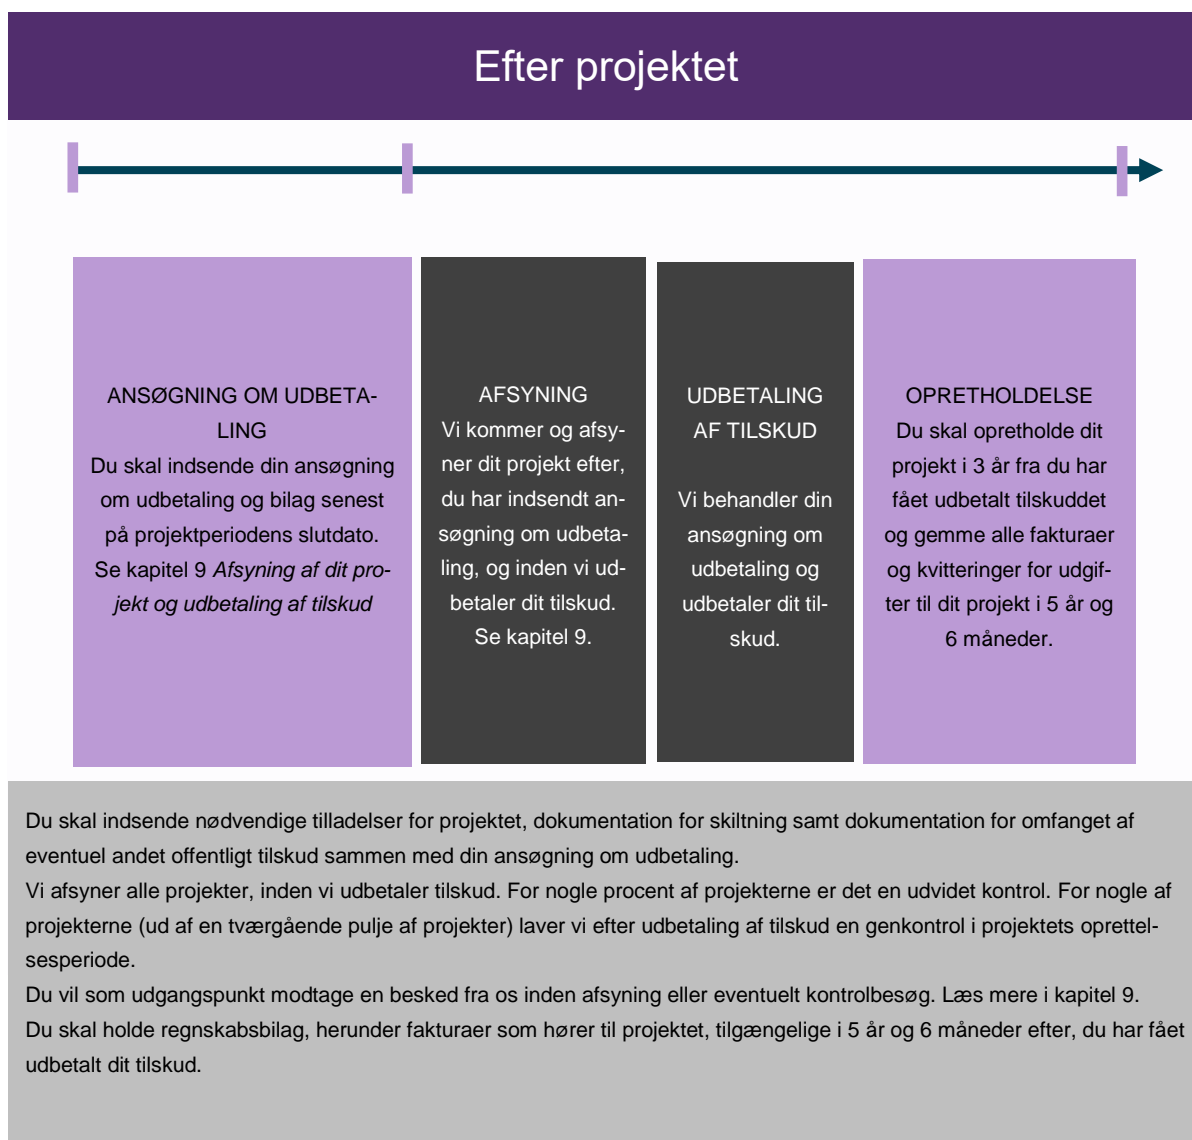 Efter projektet
ANSØGNING OM UDBETA-
LING
Du skal indsende din ansøgning
om udbetaling og bilag senest
på projektperiodens slutdato.
Se kapitel 9 Afsyning af dit pro-
jekt og udbetaling af tilskud
AFSYNING
Vi kommer og afsy-
ner dit projekt efter,
du har indsendt an-
søgning om udbeta-
ling, og inden vi ud-
betaler dit tilskud.
Se kapitel 9.
UDBETALING
AF TILSKUD
Vi behandler din
ansøgning om
udbetaling og
udbetaler dit til-
skud.
OPRETHOLDELSE
Du skal opretholde dit
projekt i 3 år fra du har
fået udbetalt tilskuddet
og gemme alle fakturaer
og kvitteringer for udgif-
ter til dit projekt i 5 år og
6 måneder.
Du skal indsende nødvendige tilladelser for projektet, dokumentation for skiltning samt dokumentation for omfanget af
eventuel andet offentligt tilskud sammen med din ansøgning om udbetaling.
Vi afsyner alle projekter, inden vi udbetaler tilskud. For nogle procent af projekterne er det en udvidet kontrol. For nogle af
projekterne (ud af en tværgående pulje af projekter) laver vi efter udbetaling af tilskud en genkontrol i projektets oprettel-
sesperiode.
Du vil som udgangspunkt modtage en besked fra os inden afsyning eller eventuelt kontrolbesøg. Læs mere i kapitel 9.
Du skal holde regnskabsbilag, herunder fakturaer som hører til projektet, tilgængelige i 5 år og 6 måneder efter, du har fået
udbetalt dit tilskud.